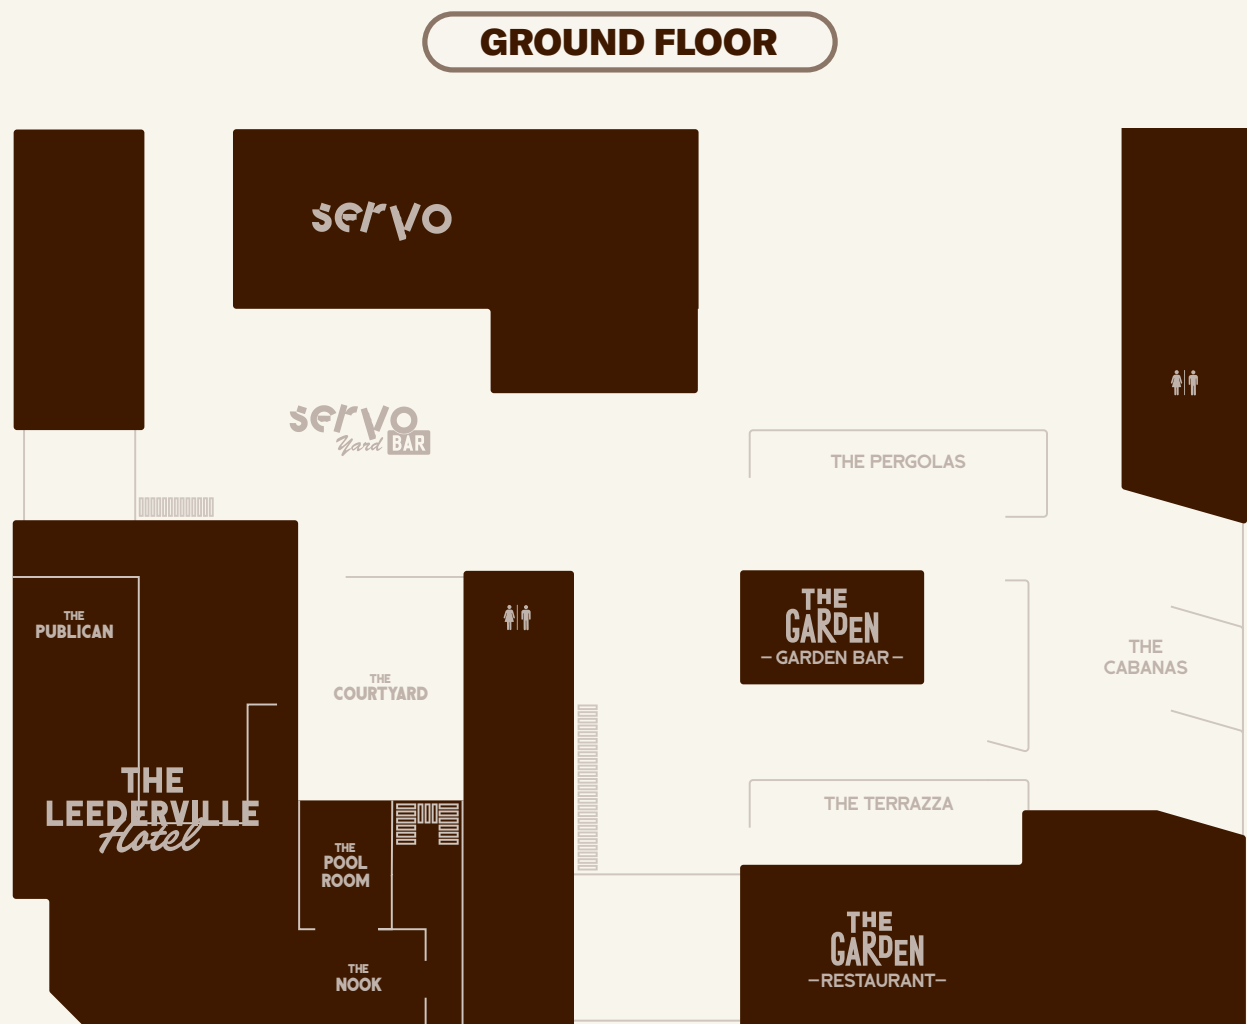 GROUND FLOOR
servo
servo
Yard BAR
THE PERGOLAS
THE
PUBLICAN
THE
GARDEN
GARDEN BAR
THE
COURTYARD
THE
CABANAS
THE
LEEDERVILLE
Hotel
THE TERRAZZA
THE
POOL
ROOM
THE
GARDEN
RESTAURANT
THE
NOOK